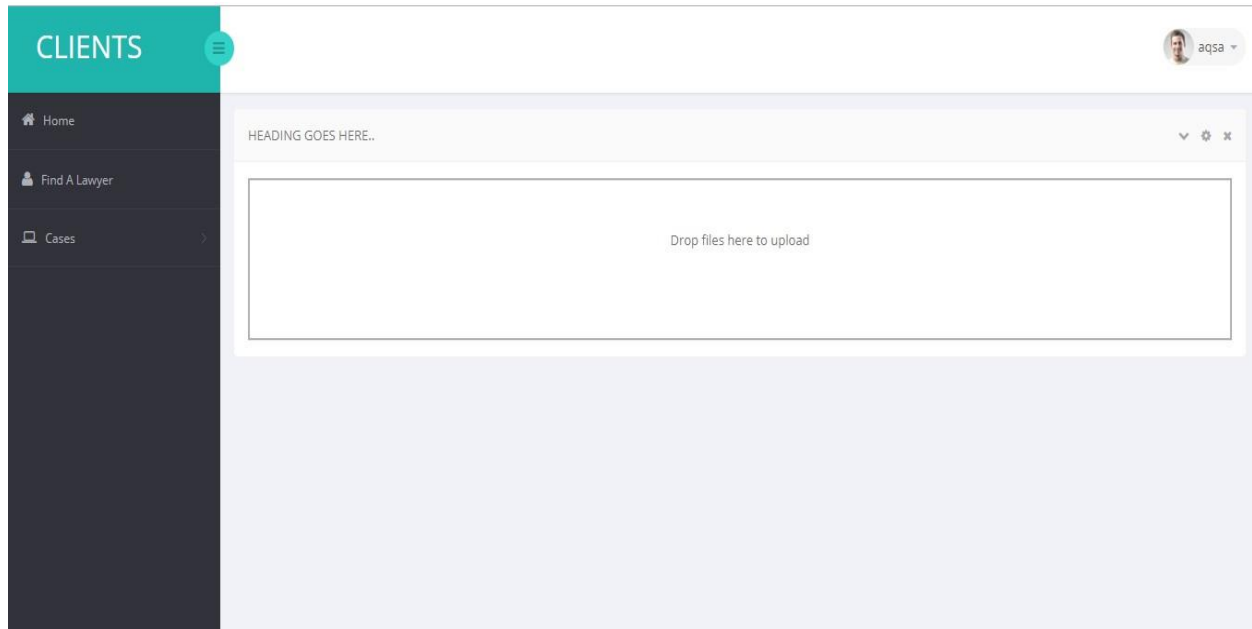 CLIENTS
aqsa
Home
Find A Lawyer
Cases
HEADING GOES HERE..
Drop files here to upload